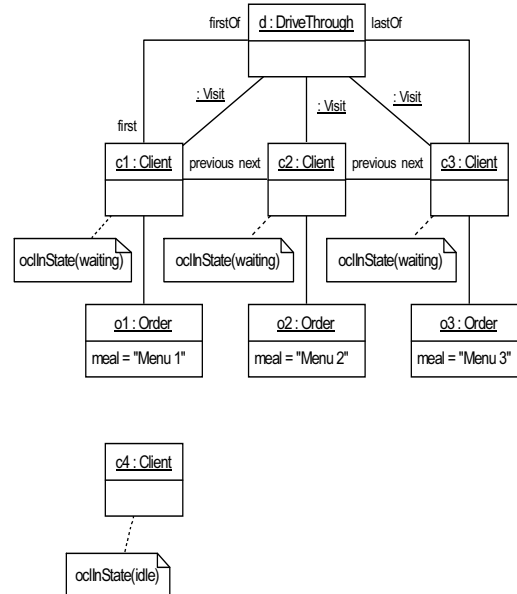 firstOf
d : DriveThrough
lastOf
: Visit
: Visit
: Visit
first
c1 : Client
previous next
c2 : Client
previous next
c3 : Client
oclInState(waiting)
oclInState(waiting)
oclInState(waiting)
o1 : Order
o2 : Order
o3 : Order
meal = "Menu 1"
meal = "Menu 2"
meal = "Menu 3"
c4 : Client
oclInState(idle)